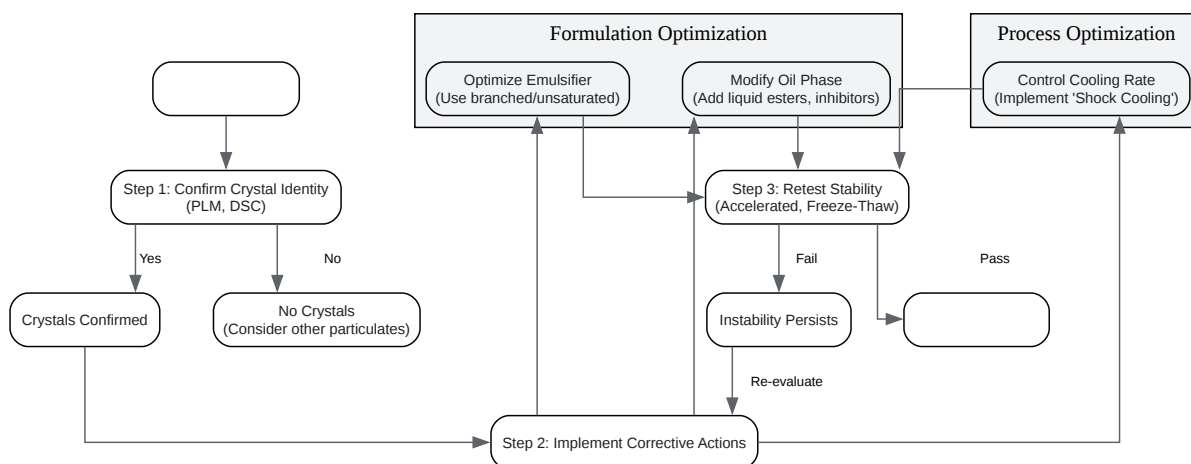 Formulation Optimization
Process Optimization
Optimize Emulsifier
(Use branched/unsaturated)
Modify Oil Phase
(Add liquid esters, inhibitors)
Control Cooling Rate
(Implement 'Shock Cooling')
Step 1: Confirm Crystal Identity
(PLM, DSC)
Step 3: Retest Stability
(Accelerated, Freeze-Thaw)
Yes
No
Fail
Pass
Crystals Confirmed
No Crystals
(Consider other particulates)
Instability Persists
Re-evaluate
Step 2: Implement Corrective Actions